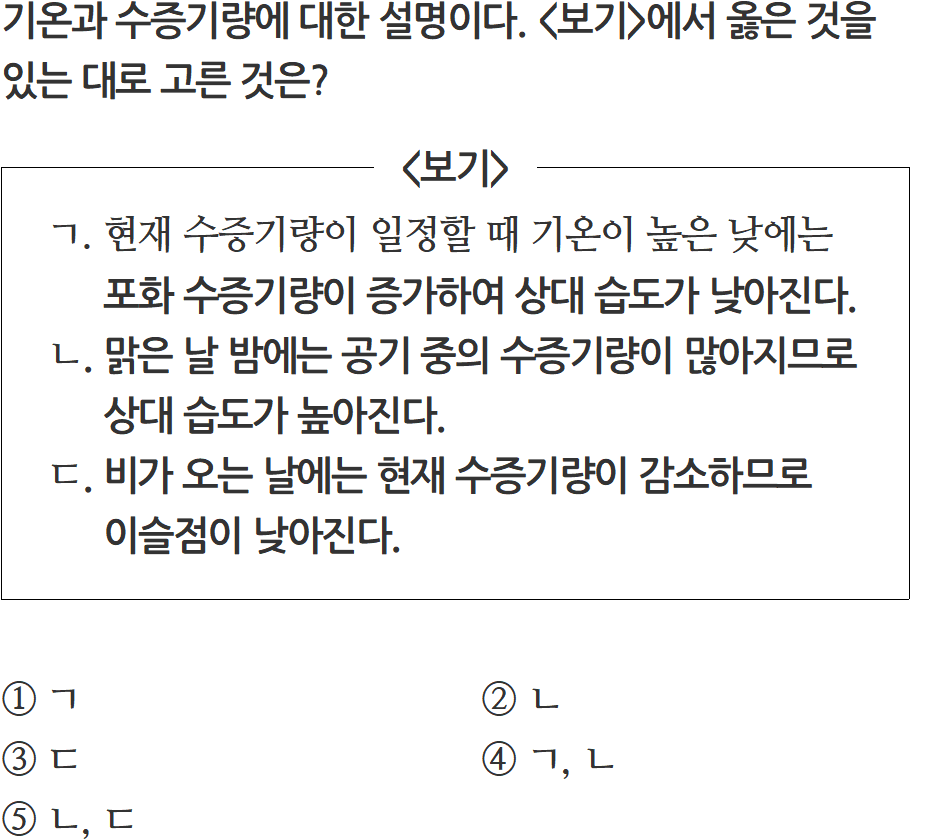 기온과 수증기량에 대한 설명이다. <보기>에서 옳은 것을
있는 대로 고른 것은?
<보기>
ㄱ. 현재 수증기량이 일정할 때 기온이 높은 낮에는
포화 수증기량이 증가하여 상대 습도가 낮아진다.
ㄴ. 맑은 날 밤에는 공기 중의 수증기량이 많아지므로
상대 습도가 높아진다.
ㄷ. 비가 오는 날에는 현재 수증기량이 감소하므로
이슬점이 낮아진다.
① ㄱ ② ㄴ
③ ㄷ ④ ㄱ, ㄴ
⑤ ㄴ, ㄷ